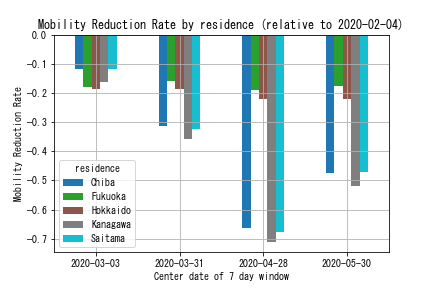 Mobility Reduction Rate by residence (relative to 2020-02-04)
0.0
-0.1
-0.2
-0.3
-0.4
-0.5
-0.6
-0.7
Mobility Reduction Rate
residence
Chiba
Fukuoka
Hokkaido
Kanagawa
Saitama
2020-03-03 2020-03-31 2020-04-28 2020-05-30
Center date of 7 day window